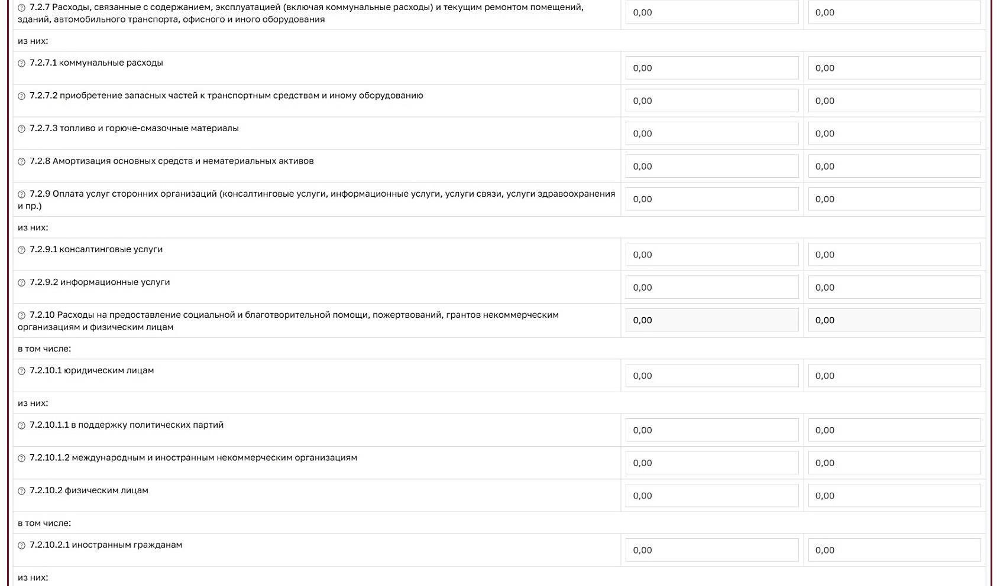 7.2.7 Расходы, связанные с содержанием, эксплуатацией (включая коммунальные расходы) и текущим ремонтом помещений,
зданий, автомобильного транспорта, офисного и иного оборудования
0,00
0,00
из них:
7.2.7.1 коммунальные расходы
0,00
0,00
7.2.7.2 приобретение запасных частей к транспортным средствам и иному оборудованию
0,00
0,00
7.2.7.3 топливо и горюче-смазочные материалы
0,00
0,00
7.2.8 Амортизация основных средств и нематериальных активов
0,00
0,00
7.2.9 Оплата услуг сторонних организаций (консалтинговые услуги, информационные услуги, услуги связи, услуги здравоохранения
и пр.)
0,00
0,00
из них:
7.2.9.1 консалтинговые услуги
0,00
0,00
7.2.9.2 информационные услуги
0,00
0,00
7.2.10 Расходы на предоставление социальной и благотворительной помощи, пожертвований, грантов некоммерческим
организациям и физическим лицам
0,00
0,00
в том числе:
7.2.10.1 юридическим лицам
0,00
0,00
из них:
7.2.10.1.1 в поддержку политических партий
0,00
0,00
7.2.10.1.2 международным и иностранным некоммерческим организациям
0,00
0,00
7.2.10.2 физическим лицам
0,00
0,00
в том числе:
7.2.10.2.1 иностранным гражданам
0,00
0,00
из них: